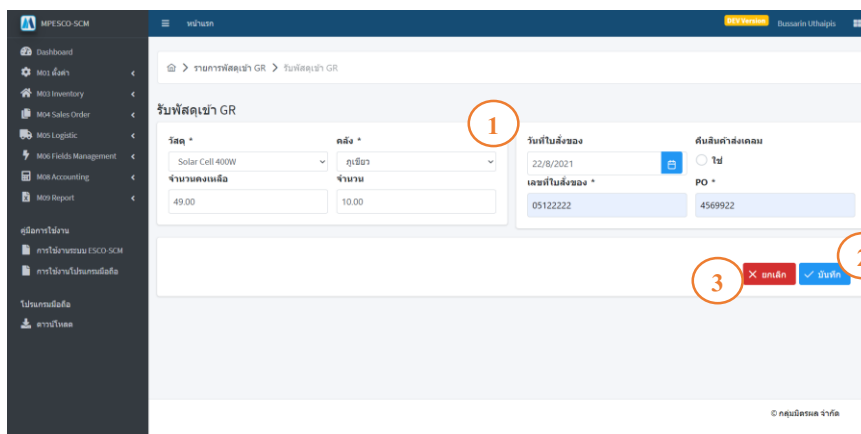 MPESCO-SCM
หน้าแรก
DEV Version
Bussarin Uthaipis
Dashboard
M01 ตั้งค่า
M03 Inventory
M04 Sales Order
M05 Logistic
M06 Fields Management
M08 Accounting
M09 Report
คู่มือการใช้งาน
การใช้งานระบบ ESCO-SCM
การใช้งานโปรแกรมมือถือ
โปรแกรมมือถือ
ดาวน์โหลด
รายการพัสดุเข้า GR
รับพัสดุเข้า GR
รับพัสดุเข้า GR
1
วัสดุ *
คลัง *
Solar Cell 400W
ภูเขียว
จำนวนคงเหลือ
จำนวน
49.00
10.00
วันที่ใบสั่งของ
คืนสินค้าส่งเคลม
22/8/2021
ใช่
เลขที่ใบสั่งของ *
PO *
05122222
4569922
2
3
ยกเลิก
บันทึก
© กลุ่มมิตรผล จำกัด